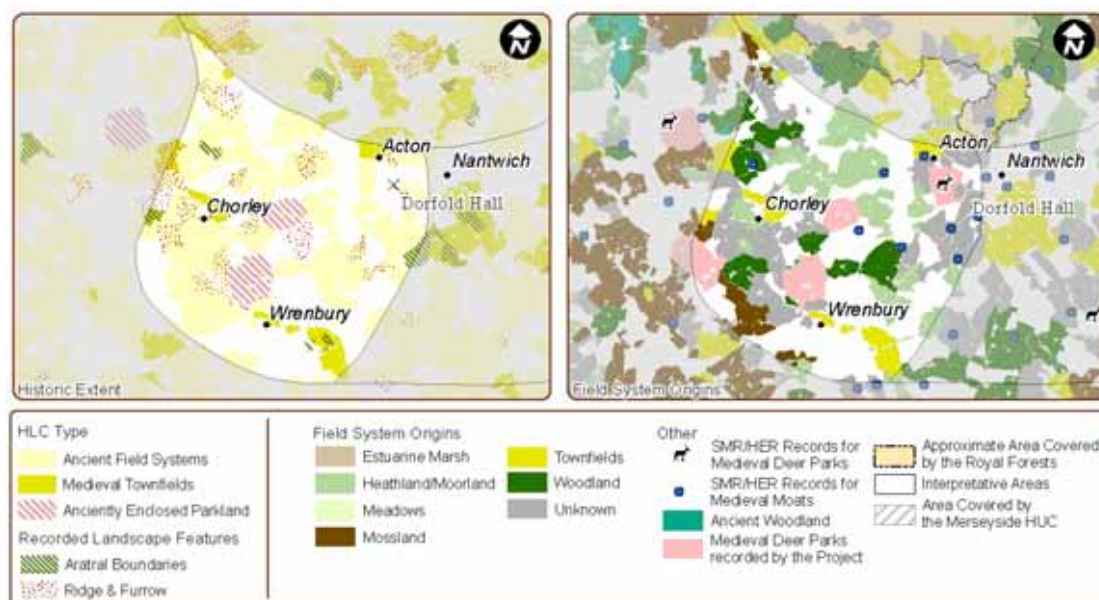 N
Acton
Nantwich
Dorfold Hall
Chorley
Wrenbury
Historic Extent
N
Acton
Nantwich
Dorfold Hall
Chorley
Wrenbury
Field System Origins
HLC Type
Ancient Field Systems
Medieval Townfields
Anciently Enclosed Parkland
Recorded Landscape Features
Aratral Boundaries
Ridge & Furrow
Field System Origins
Estuarine Marsh
Heathland/Moorland
Meadows
Mossland
Townfields
Woodland
Unknown
Other
SMR/HER Records for
Medieval Deer Parks
SMR/HER Records for
Medieval Moats
Ancient Woodland
Medieval Deer Parks
recorded by the Project
Approximate Area Covered
by the Royal Forests
Interpretative Areas
Area Covered by
the Merseyside HUC